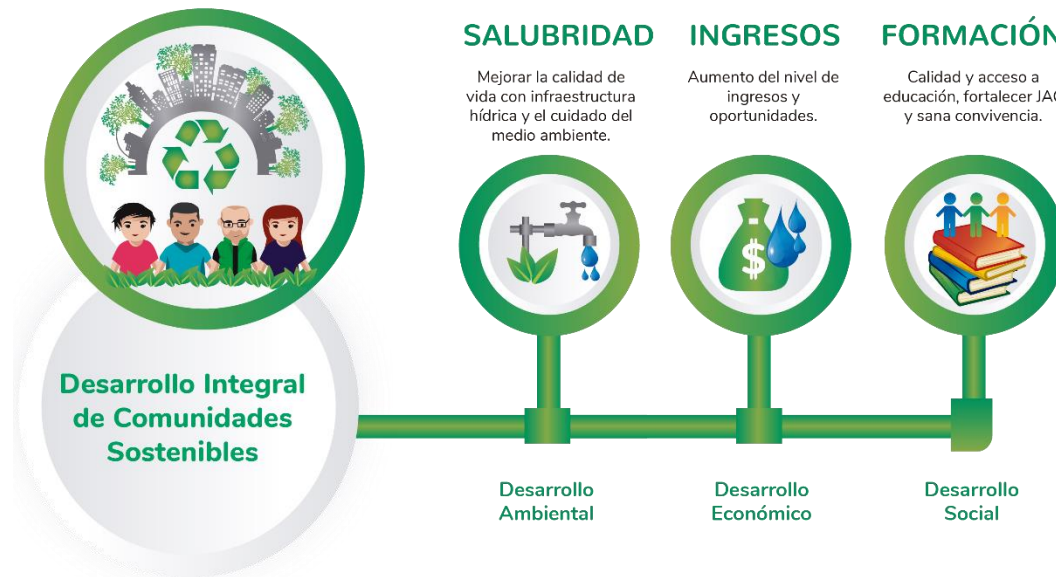 SALUBRIDAD
Mejorar la calidad de
vida con infraestructura
hídrica y el cuidado del
medio ambiente.
INGRESOS
Aumento del nivel de
ingresos y
oportunidades.
FORMACIÓN
Calidad y acceso a
educación, fortalecer
y sana convivencia.
$
Desarrollo Integral
de Comunidades
Sostenibles
Desarrollo
Ambiental
Desarrollo
Económico
Desarrollo
Social